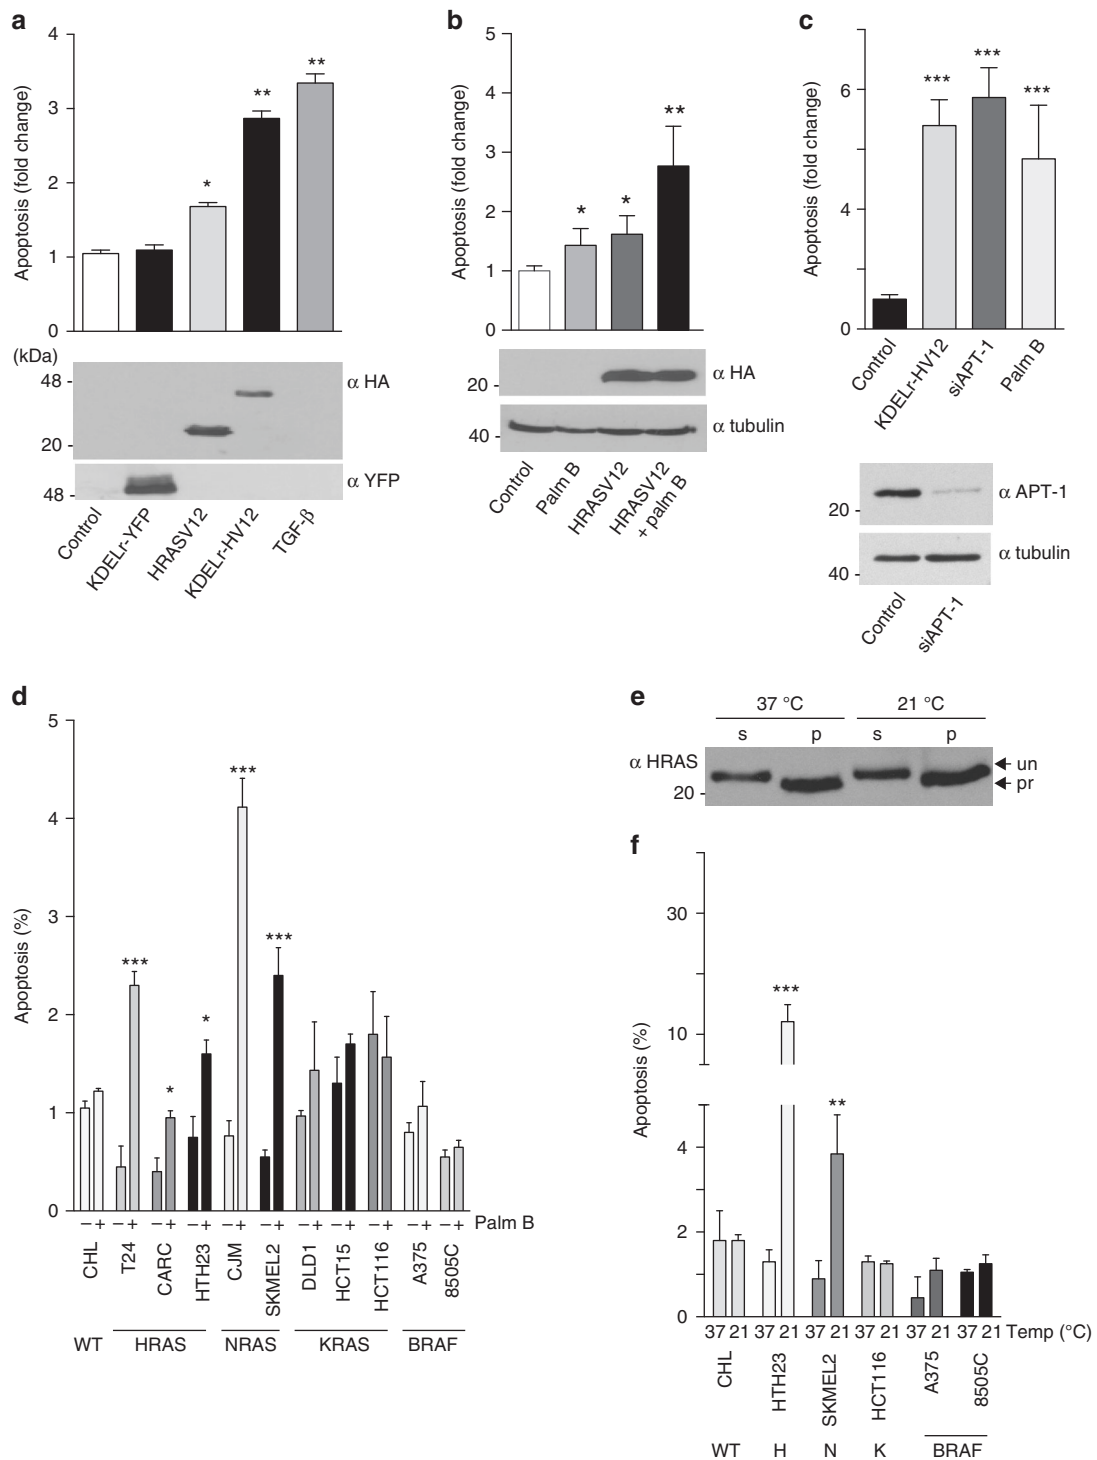 a
Apoptosis (fold change)
4
3
2
1
0
*
**
**
(kDa)
48
20
α HA
48
α YFP
Control
KDELr-YFP
HRASV12
KDELr-HV12
TGF-β
b
Apoptosis (fold change)
5
4
3
2
1
0
*
*
**
20
α HA
40
α tubulin
Control
Palm B
HRASV12
HRASV12
+ palm B
c
Apoptosis (fold change)
6
4
0
***
***
***
Control
KDELr-HV12
siAPT-1
Palm B
20
α APT-1
40
α tubulin
Control
siAPT-1
d
Apoptosis (%)
5
4
3
2
1
0
***
*
*
***
***
– + – + – + – + – + – + – + – + – + – + Palm B
CHL
T24
CARC
HTH23
CJM
SKMEL2
DLD1
HCT15
HCT116
A375
8505C
WT HRAS NRAS KRAS BRAF
e
37 °C 21 °C
s p s p
α HRAS
20
un
pr
f
Apoptosis (%)
30
10
4
2
0
***
**
37 21 37 21 37 21 37 21 37 21 37 21 Temp (°C)
CHL
HTH23
SKMEL2
HCT116
A375
8505C
WT H N K BRAF